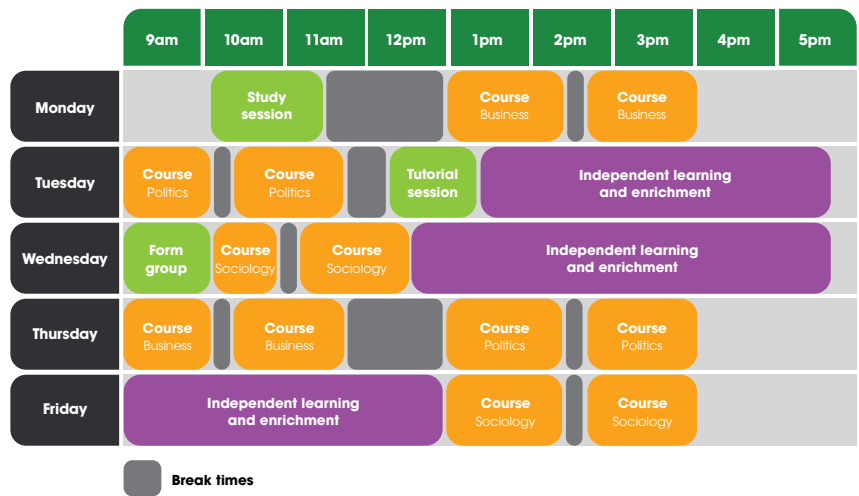 9am 10am 11am 12pm 1pm 2pm 3pm 4pm 5pm
Monday
Study
session
Course
Business
Course
Business
Tuesday
Course
Politics
Course
Politics
Tutorial
session
Independent learning
and enrichment
Wednesday
Form
group
Course
Sociology
Course
Sociology
Independent learning
and enrichment
Thursday
Course
Business
Course
Business
Course
Politics
Course
Politics
Friday
Independent learning
and enrichment
Course
Sociology
Course
Sociology
Break times